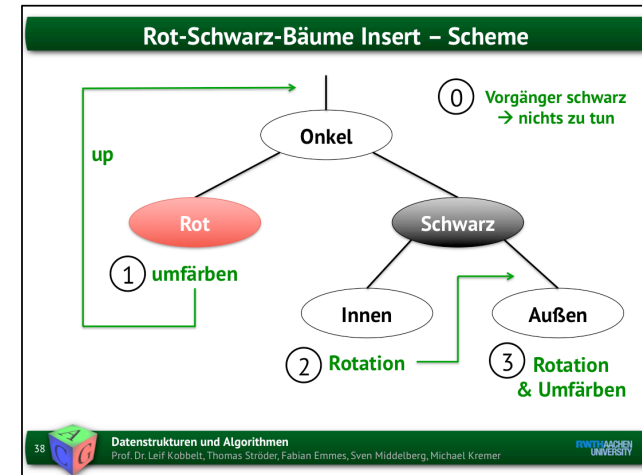 Rot-Schwarz-Bäume Insert – Scheme
0 Vorgänger schwarz
→ nichts zu tun
Onkel
up
Rot
Schwarz
1 umfärben
Innen
Außen
2 Rotation
3 Rotation
& Umfärben
38
A
C G
Datenstrukturen und Algorithmen
Prof. Dr. Leif Kobbelt, Thomas Ströder, Fabian Emmes, Sven Middelberg, Michael Kremer
RWTHAACHEN
UNIVERSITY